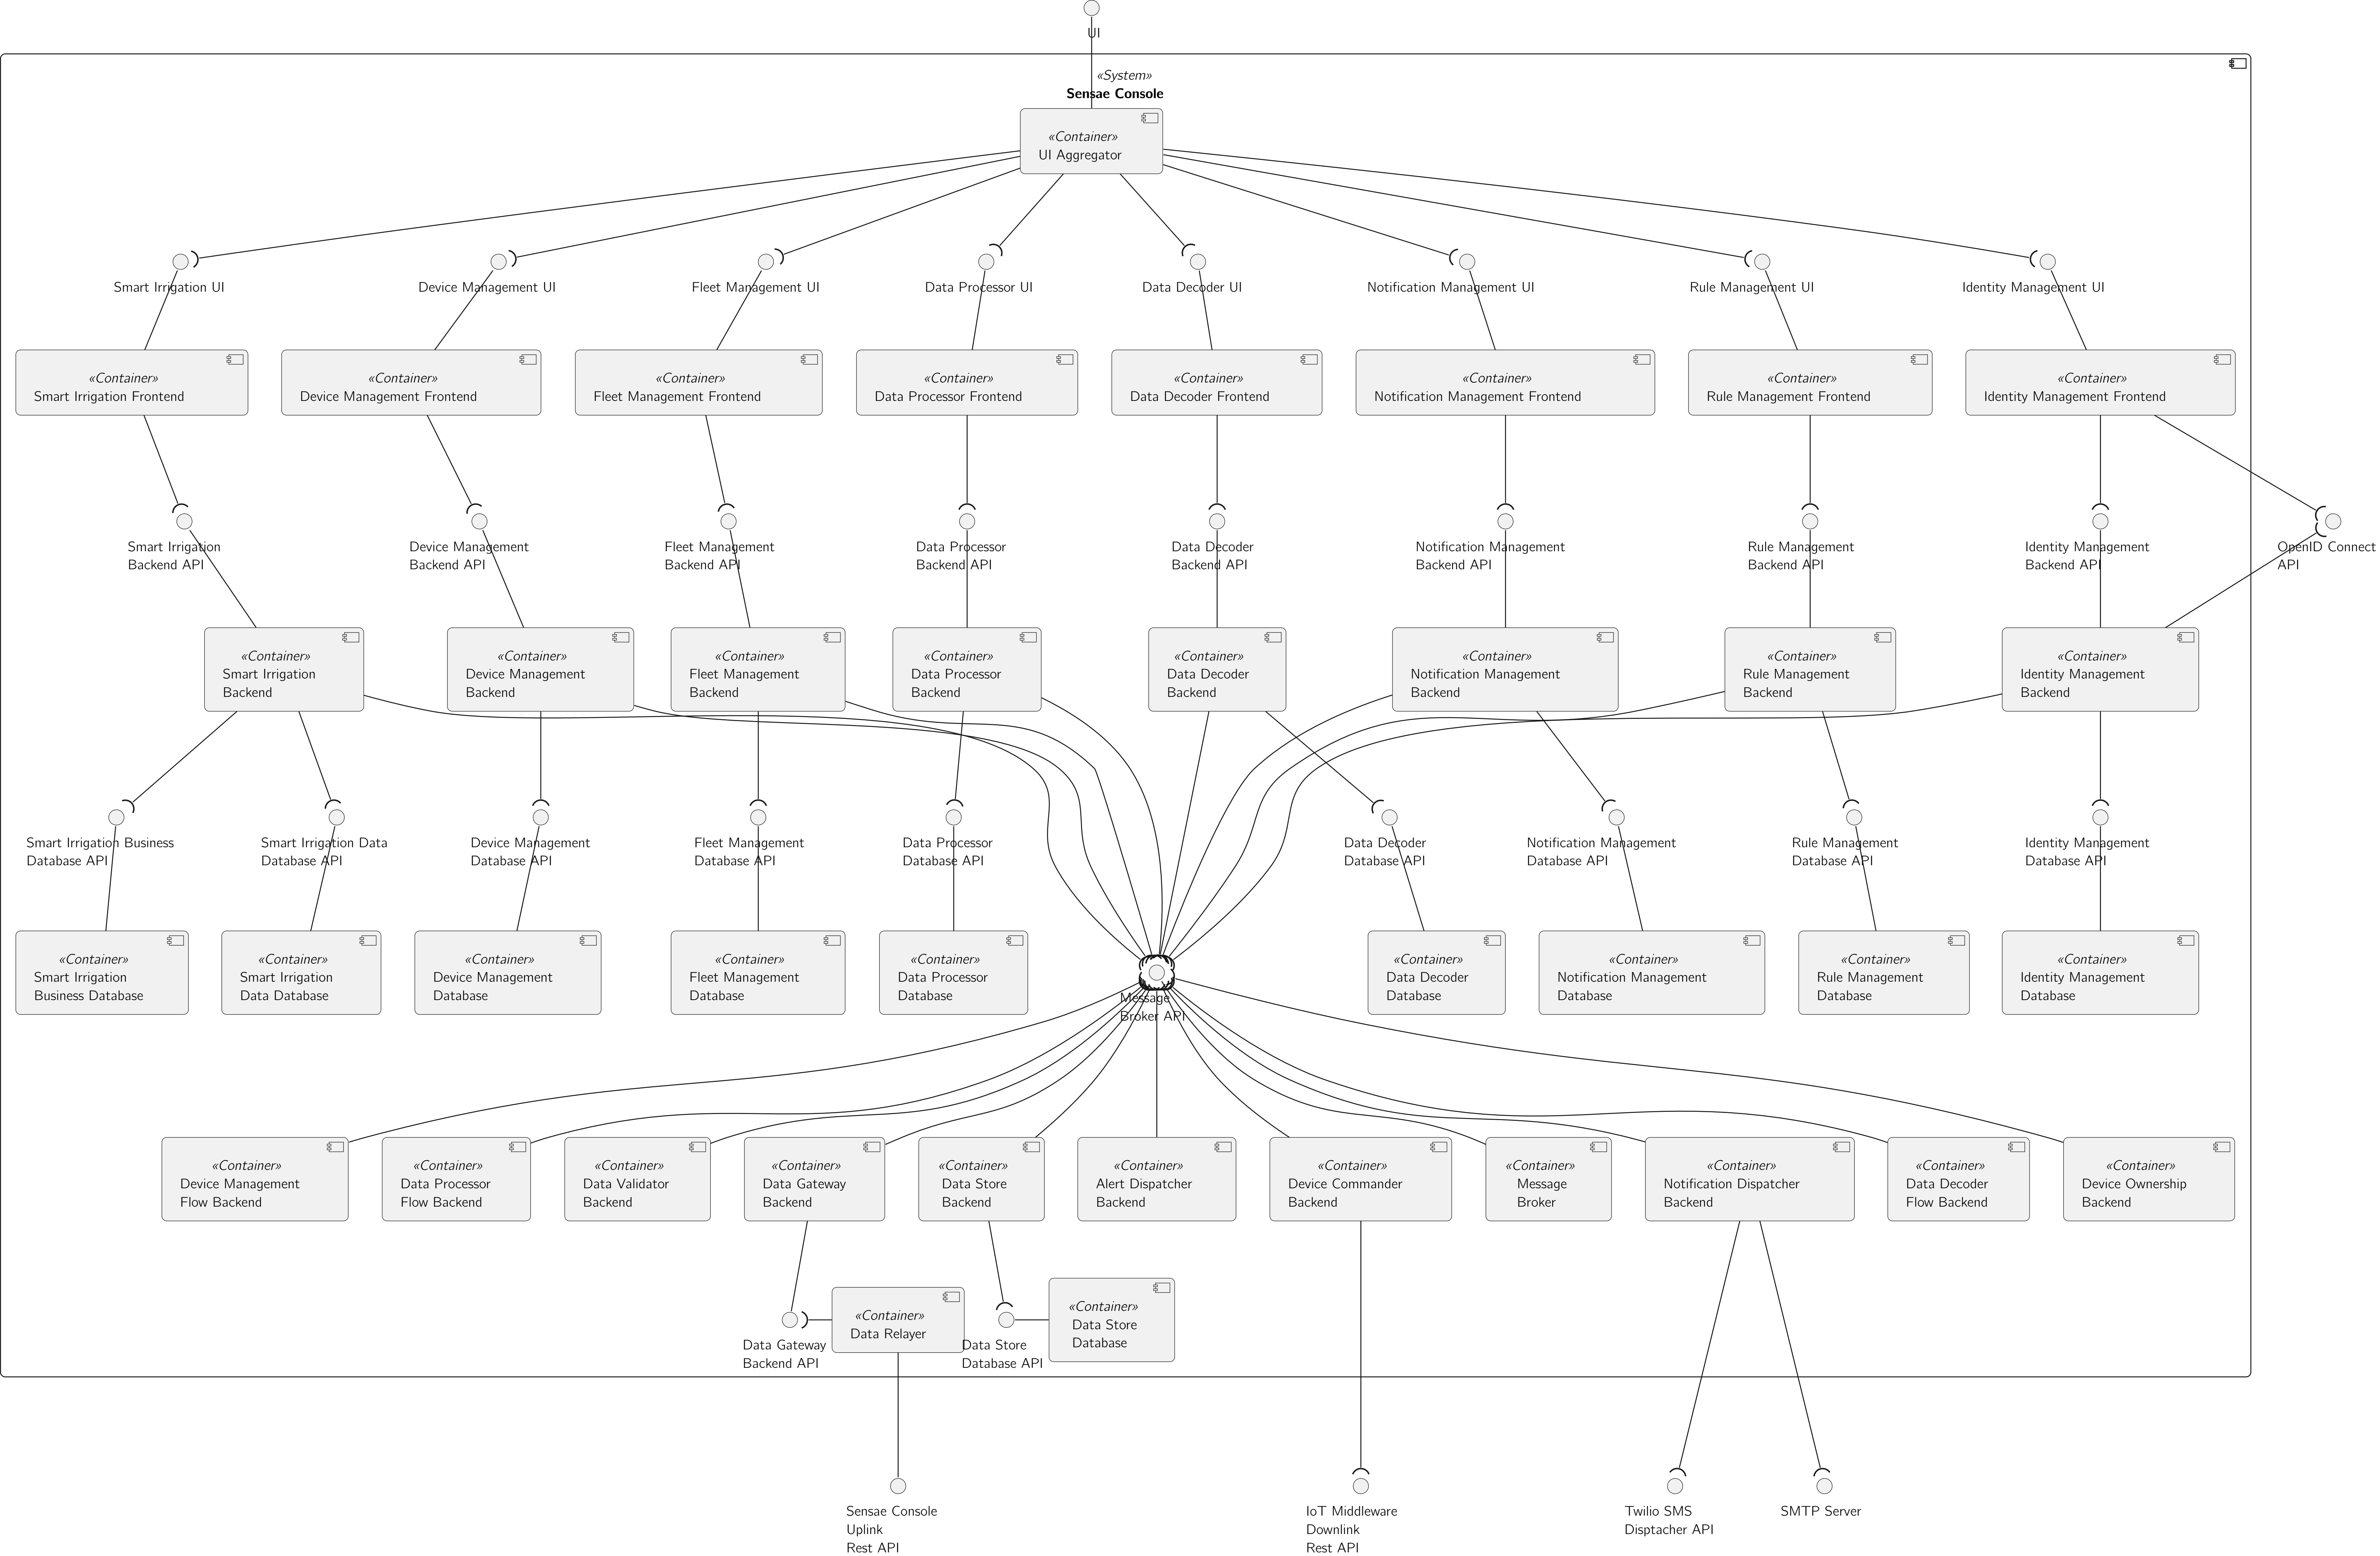 UI
«System»
Sensae Console
«Container»
UI Aggregator
Smart Irrigation UI
Device Management UI
Fleet Management UI
Data Processor UI
Data Decoder UI
Notification Management UI
Rule Management UI
Identity Management UI
«Container»
Smart Irrigation Frontend
«Container»
Device Management Frontend
«Container»
Fleet Management Frontend
«Container»
Data Processor Frontend
«Container»
Data Decoder Frontend
«Container»
Notification Management Frontend
«Container»
Rule Management Frontend
«Container»
Identity Management Frontend
Smart Irrigation
Backend API
Device Management
Backend API
Fleet Management
Backend API
Data Processor
Backend API
Data Decoder
Backend API
Notification Management
Backend API
Rule Management
Backend API
Identity Management
Backend API
OpenID Connect
API
«Container»
Smart Irrigation
Backend
«Container»
Device Management
Backend
«Container»
Fleet Management
Backend
«Container»
Data Processor
Backend
«Container»
Data Decoder
Backend
«Container»
Notification Management
Backend
«Container»
Rule Management
Backend
«Container»
Identity Management
Backend
Smart Irrigation Business
Database API
Smart Irrigation Data
Database API
Device Management
Database API
Fleet Management
Database API
Data Processor
Database API
Data Decoder
Database API
Notification Management
Database API
Rule Management
Database API
Identity Management
Database API
«Container»
Smart Irrigation
Business Database
«Container»
Smart Irrigation
Data Database
«Container»
Device Management
Database
«Container»
Fleet Management
Database
«Container»
Data Processor
Database
Message
Broker API
«Container»
Data Decoder
Database
«Container»
Notification Management
Database
«Container»
Rule Management
Database
«Container»
Identity Management
Database
«Container»
Device Management
Flow Backend
«Container»
Data Processor
Flow Backend
«Container»
Data Validator
Backend
«Container»
Data Gateway
Backend
«Container»
Data Store
Backend
«Container»
Alert Dispatcher
Backend
«Container»
Device Commander
Backend
«Container»
Message
Broker
«Container»
Notification Dispatcher
Backend
«Container»
Data Decoder
Flow Backend
«Container»
Device Ownership
Backend
Data Gateway
Backend API
«Container»
Data Relayer
Data Store
Database API
«Container»
Data Store
Database
Sensae Console
Uplink
Rest API
IoT Middleware
Downlink
Rest API
Twilio SMS
Disptacher API
SMTP Server